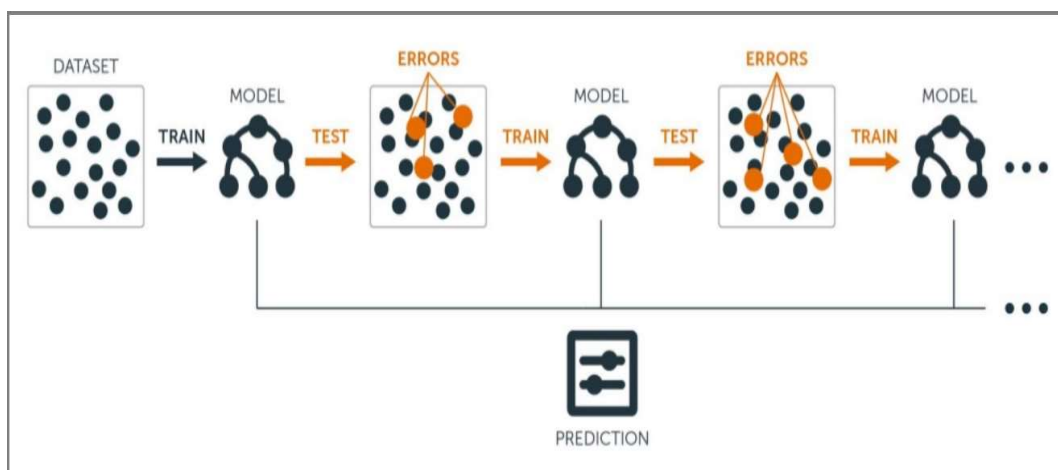 DATASET
MODEL
TRAIN
TEST
ERRORS
TRAIN
MODEL
TEST
ERRORS
TRAIN
MODEL
PREDICTION